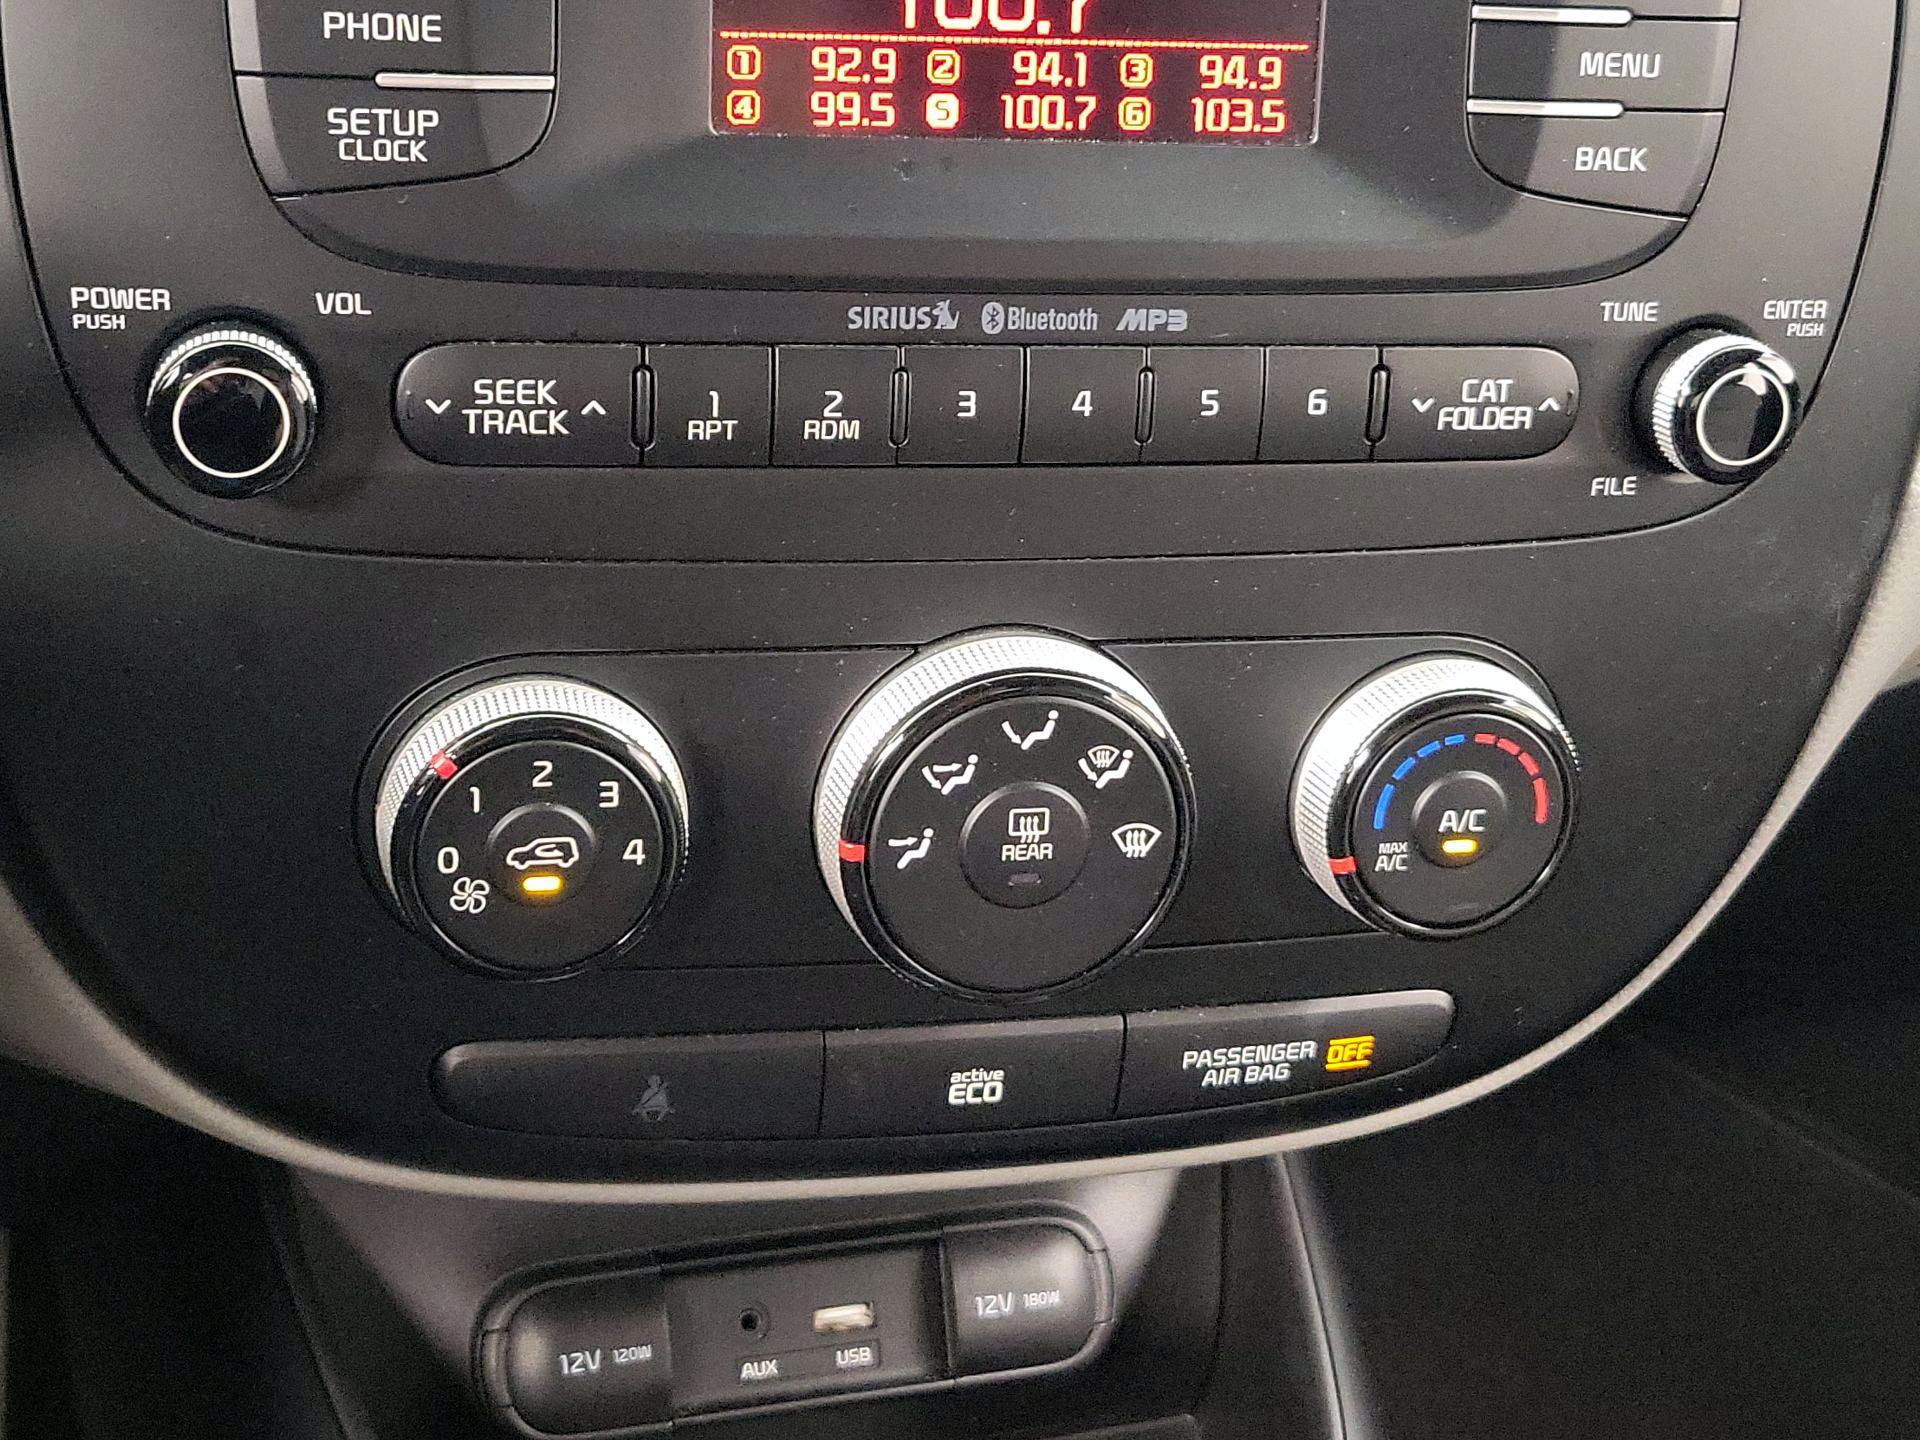 PHONE
SETUP
CLOCK
100.7
1 92.9 2 94.1 3 94.9
4 99.5 5 100.7 6 103.5
MENU
BACK
POWER
PUSH
VOL
SIRIUS Bluetooth MP3
TUNE
ENTER
PUSH
SEEK
TRACK
1
RPT
2
RDM
3
4
5
6
CAT
FOLDER
FILE
0 1 2 3 4
REAR
A/C
MAX
A/C
active
ECO
PASSENGER
AIR BAG
OFF
12V 120W
AUX
USB
12V 180W